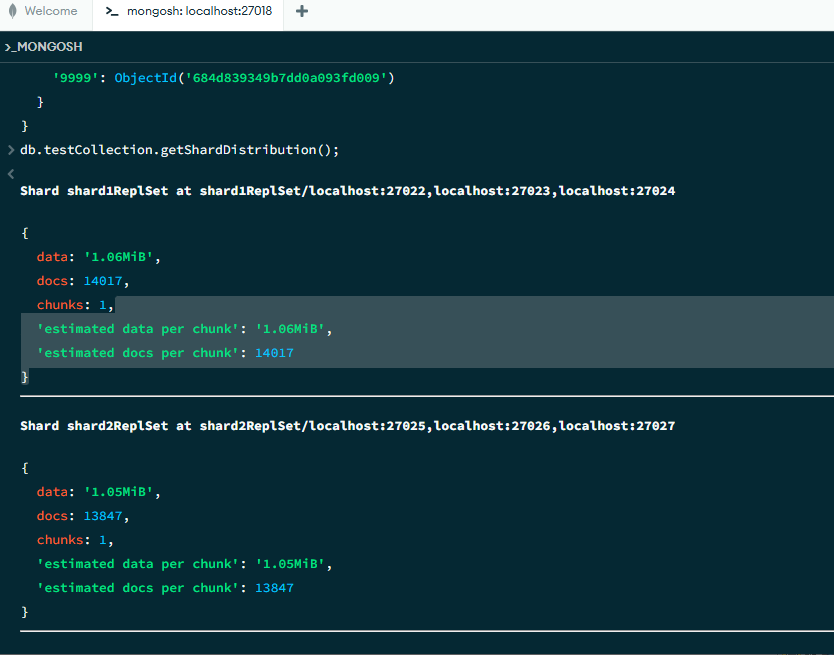 Welcome
>_ mongosh: localhost:27018 +
>_MONGOSH
'9999': ObjectId('684d839349b7dd0a093fd009')
}
}
> db.testCollection.getShardDistribution();
<
Shard shard1ReplSet at shard1ReplSet/localhost:27022,localhost:27023,localhost:27024
{
data: '1.06MiB',
docs: 14017,
chunks: 1,
'estimated data per chunk': '1.06MiB',
'estimated docs per chunk': 14017
}
Shard shard2ReplSet at shard2ReplSet/localhost:27025,localhost:27026,localhost:27027
{
data: '1.05MiB',
docs: 13847,
chunks: 1,
'estimated data per chunk': '1.05MiB',
'estimated docs per chunk': 13847
}